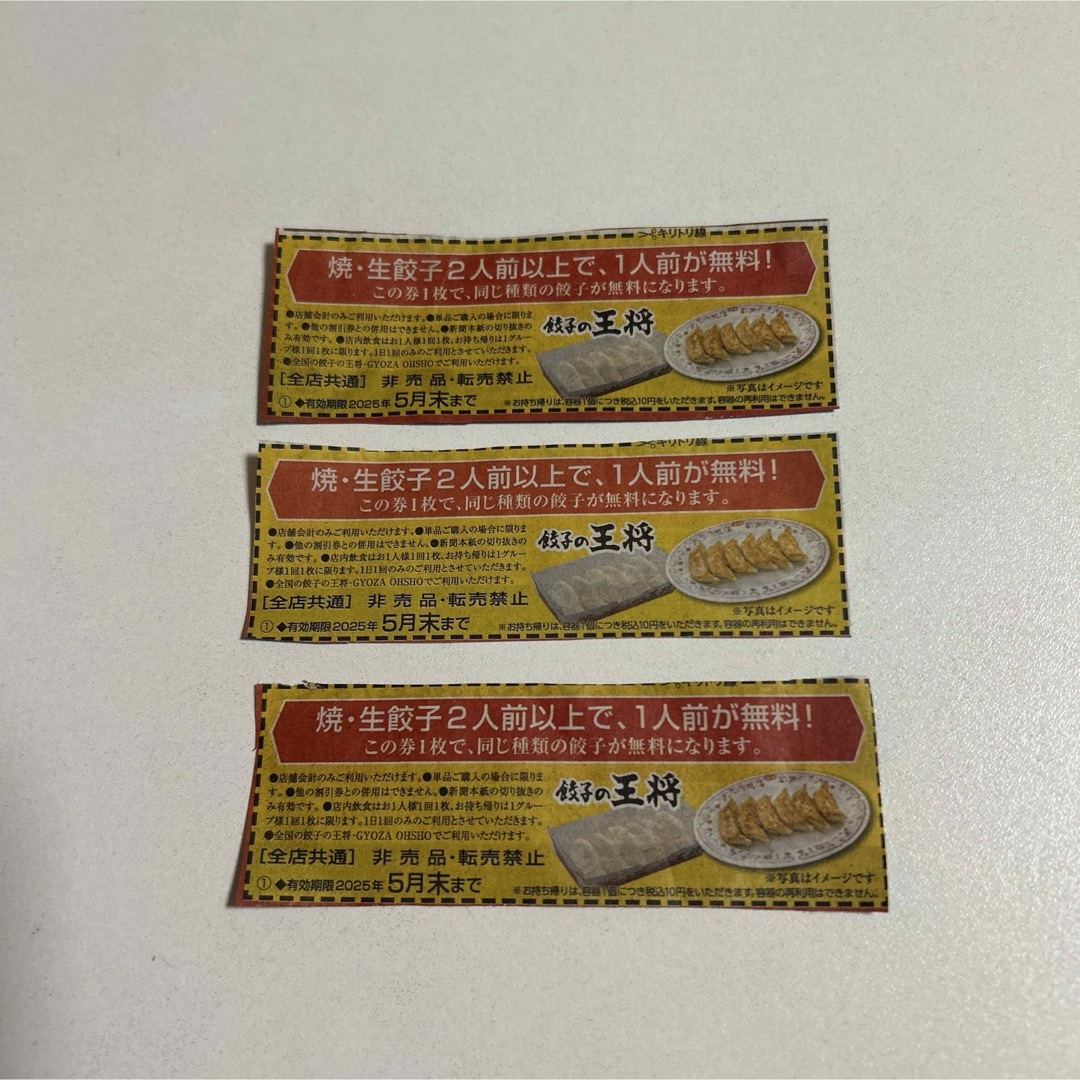 キリトリ線
焼・生餃子2人前以上で、1人前が無料!
この券1枚で、同じ種類の餃子が無料になります。
●店舗会計のみご利用いただけます。●単品ご購入の場合に限りま
す。●他の割引券との併用はできません。●新聞本紙の切り抜きの
み有効です。●店内飲食はお1人様1回1枚、お持ち帰りは1グルー
プ様1回1枚に限ります。1日1回のみのご利用とさせていただきます。
●全国の餃子の王将・GYOZA OHSHOでご利用いただけます。
餃子の王将
[全店共通] 非売品・転売禁止
※写真はイメージです
① ◆有効期限2025年 5月末まで
※お持ち帰りは、容器1個につき税込10円をいただきます。容器の再利用はできません。
キリトリ線
焼・生餃子2人前以上で、1人前が無料!
この券1枚で、同じ種類の餃子が無料になります。
●店舗会計のみご利用いただけます。●単品ご購入の場合に限りま
す。●他の割引券との併用はできません。●新聞本紙の切り抜きの
み有効です。●店内飲食はお1人様1回1枚、お持ち帰りは1グルー
プ様1回1枚に限ります。1日1回のみのご利用とさせていただきます。
●全国の餃子の王将・GYOZA OHSHOでご利用いただけます。
餃子の王将
[全店共通] 非売品・転売禁止
※写真はイメージです
① ◆有効期限2025年 5月末まで
※お持ち帰りは、容器1個につき税込10円をいただきます。容器の再利用はできません。
キリトリ線
焼・生餃子2人前以上で、1人前が無料!
この券1枚で、同じ種類の餃子が無料になります。
●店舗会計のみご利用いただけます。●単品ご購入の場合に限りま
す。●他の割引券との併用はできません。●新聞本紙の切り抜きの
み有効です。●店内飲食はお1人様1回1枚、お持ち帰りは1グルー
プ様1回1枚に限ります。1日1回のみのご利用とさせていただきます。
●全国の餃子の王将・GYOZA OHSHOでご利用いただけます。
餃子の王将
[全店共通] 非売品・転売禁止
※写真はイメージです
① ◆有効期限2025年 5月末まで
※お持ち帰りは、容器1個につき税込10円をいただきます。容器の再利用はできません。